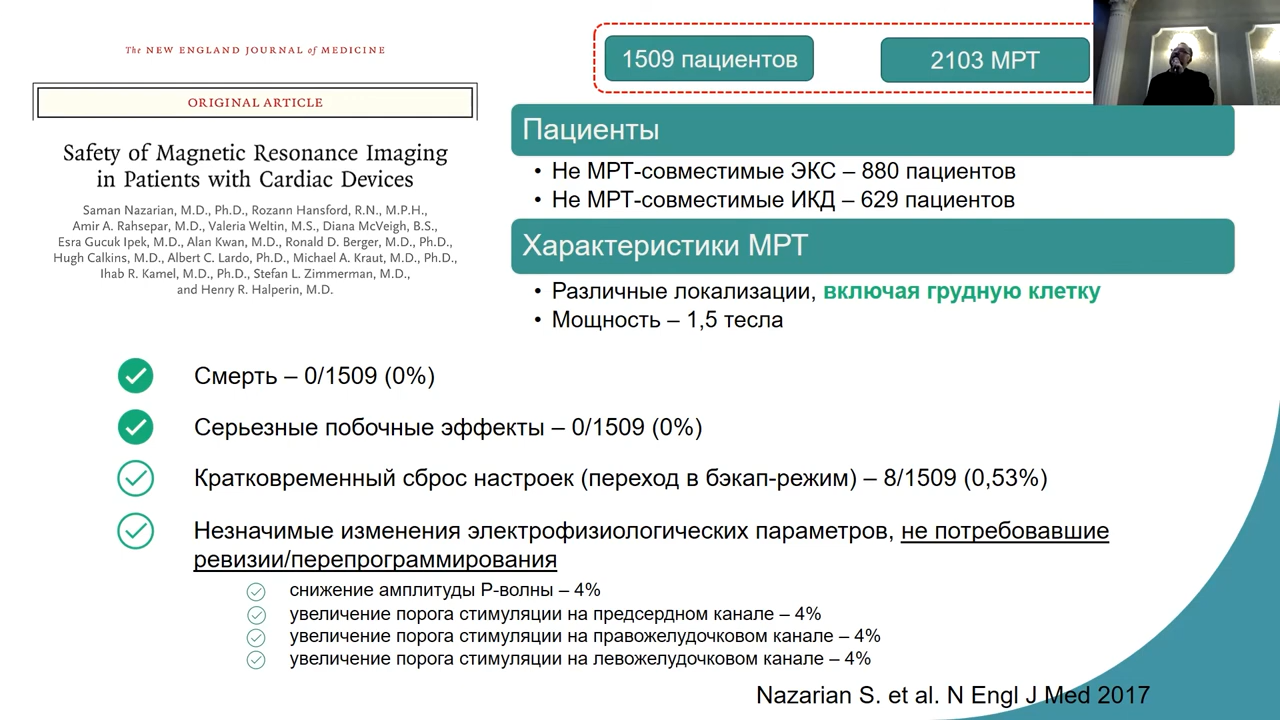 The NEW ENGLAND JOURNAL of MEDICINE
ORIGINAL ARTICLE
Safety of Magnetic Resonance Imaging
in Patients with Cardiac Devices
Saman Nazarian, M.D., Ph.D., Rozann Hansford, R.N., M.P.H.,
Amir A. Rahsepar, M.D., Valeria Weltin, M.S., Diana McVeigh, B.S.,
Esra Gucuk Ipek, M.D., Alan Kwan, M.D., Ronald D. Berger, M.D., Ph.D.,
Hugh Calkins, M.D., Albert C. Lardo, Ph.D., Michael A. Kraut, M.D., Ph.D.,
Ihab R. Kamel, M.D., Ph.D., Stefan L. Zimmerman, M.D.,
and Henry R. Halperin, M.D.
1509 пациентов
2103 МРТ
Пациенты
• Не МРТ-совместимые ЭКС – 880 пациентов
• Не МРТ-совместимые ИКД – 629 пациентов
Характеристики МРТ
• Различные локализации, включая грудную клетку
• Мощность – 1,5 тесла
Смерть – 0/1509 (0%)
Серьезные побочные эффекты – 0/1509 (0%)
Кратковременный сброс настроек (переход в бэкап-режим) – 8/1509 (0,53%)
Незначимые изменения электрофизиологических параметров, не потребовавшие
ревизии/перепрограммирования
снижение амплитуды Р-волны – 4%
увеличение порога стимуляции на предсердном канале – 4%
увеличение порога стимуляции на правожелудочковом канале – 4%
увеличение порога стимуляции на левожелудочковом канале – 4%
Nazarian S. et al. N Engl J Med 2017